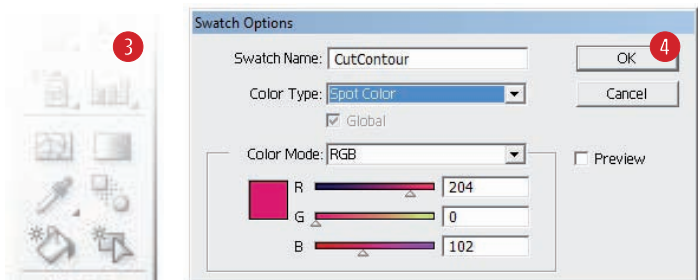 3
Swatch Options
4
Swatch Name: CutContour
OK
Color Type: Spot Color
Cancel
Global
Color Mode: RGB
Preview
R 204
G 0
B 102